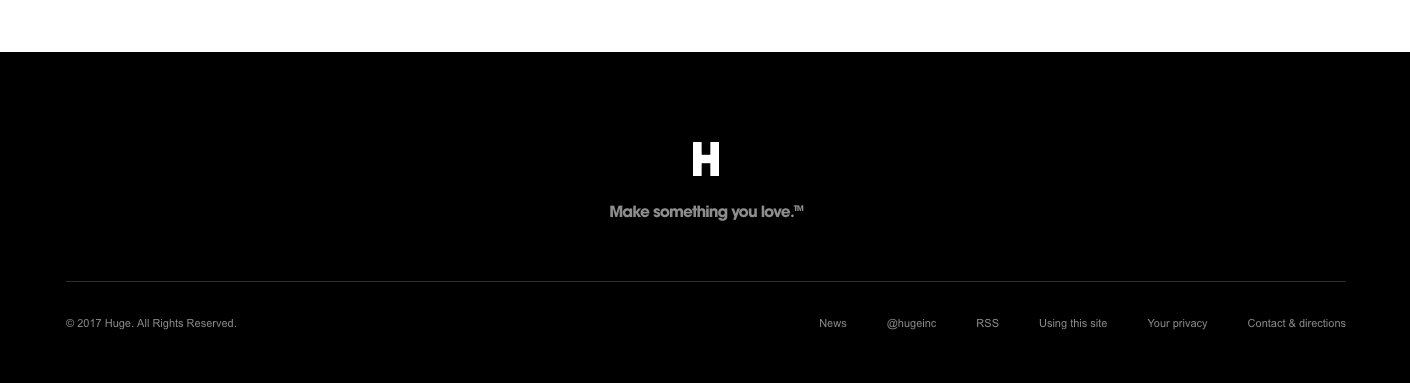 H
Make something you love.™
© 2017 Huge. All Rights Reserved. News @hugeinc RSS Using this site Your privacy Contact & directions